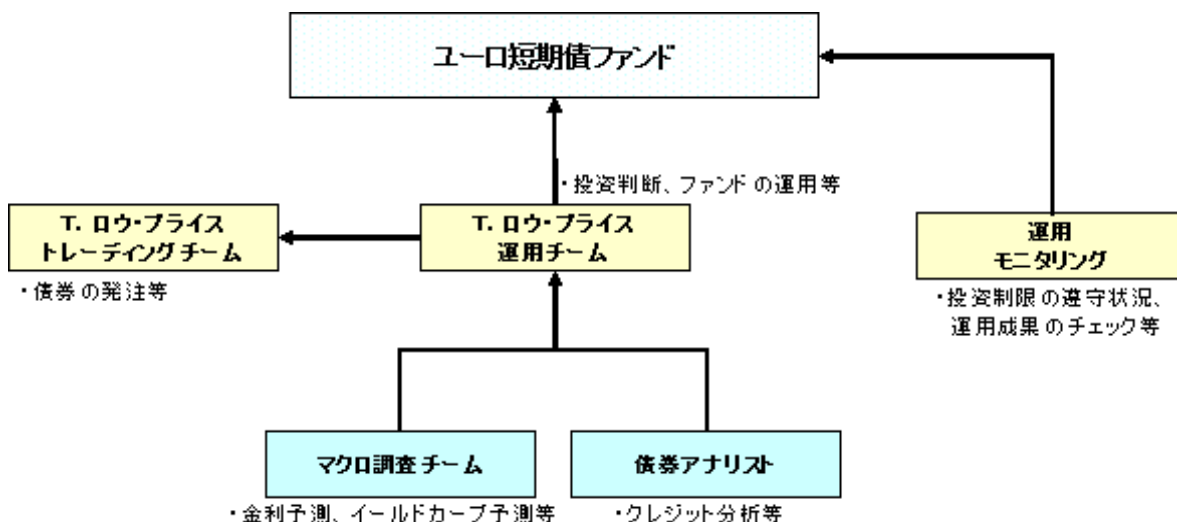 ユーロ短期債ファンド
・投資判断、ファンドの運用等
T. ロウ・プライス
トレーディングチーム
・債券の発注等
T. ロウ・プライス
運用チーム
運用
モニタリング
・投資制限の遵守状況、
運用成果のチェック等
マクロ調査チーム
・金利予測、イールドカーブ予測等
債券アナリスト
・クレジット分析等